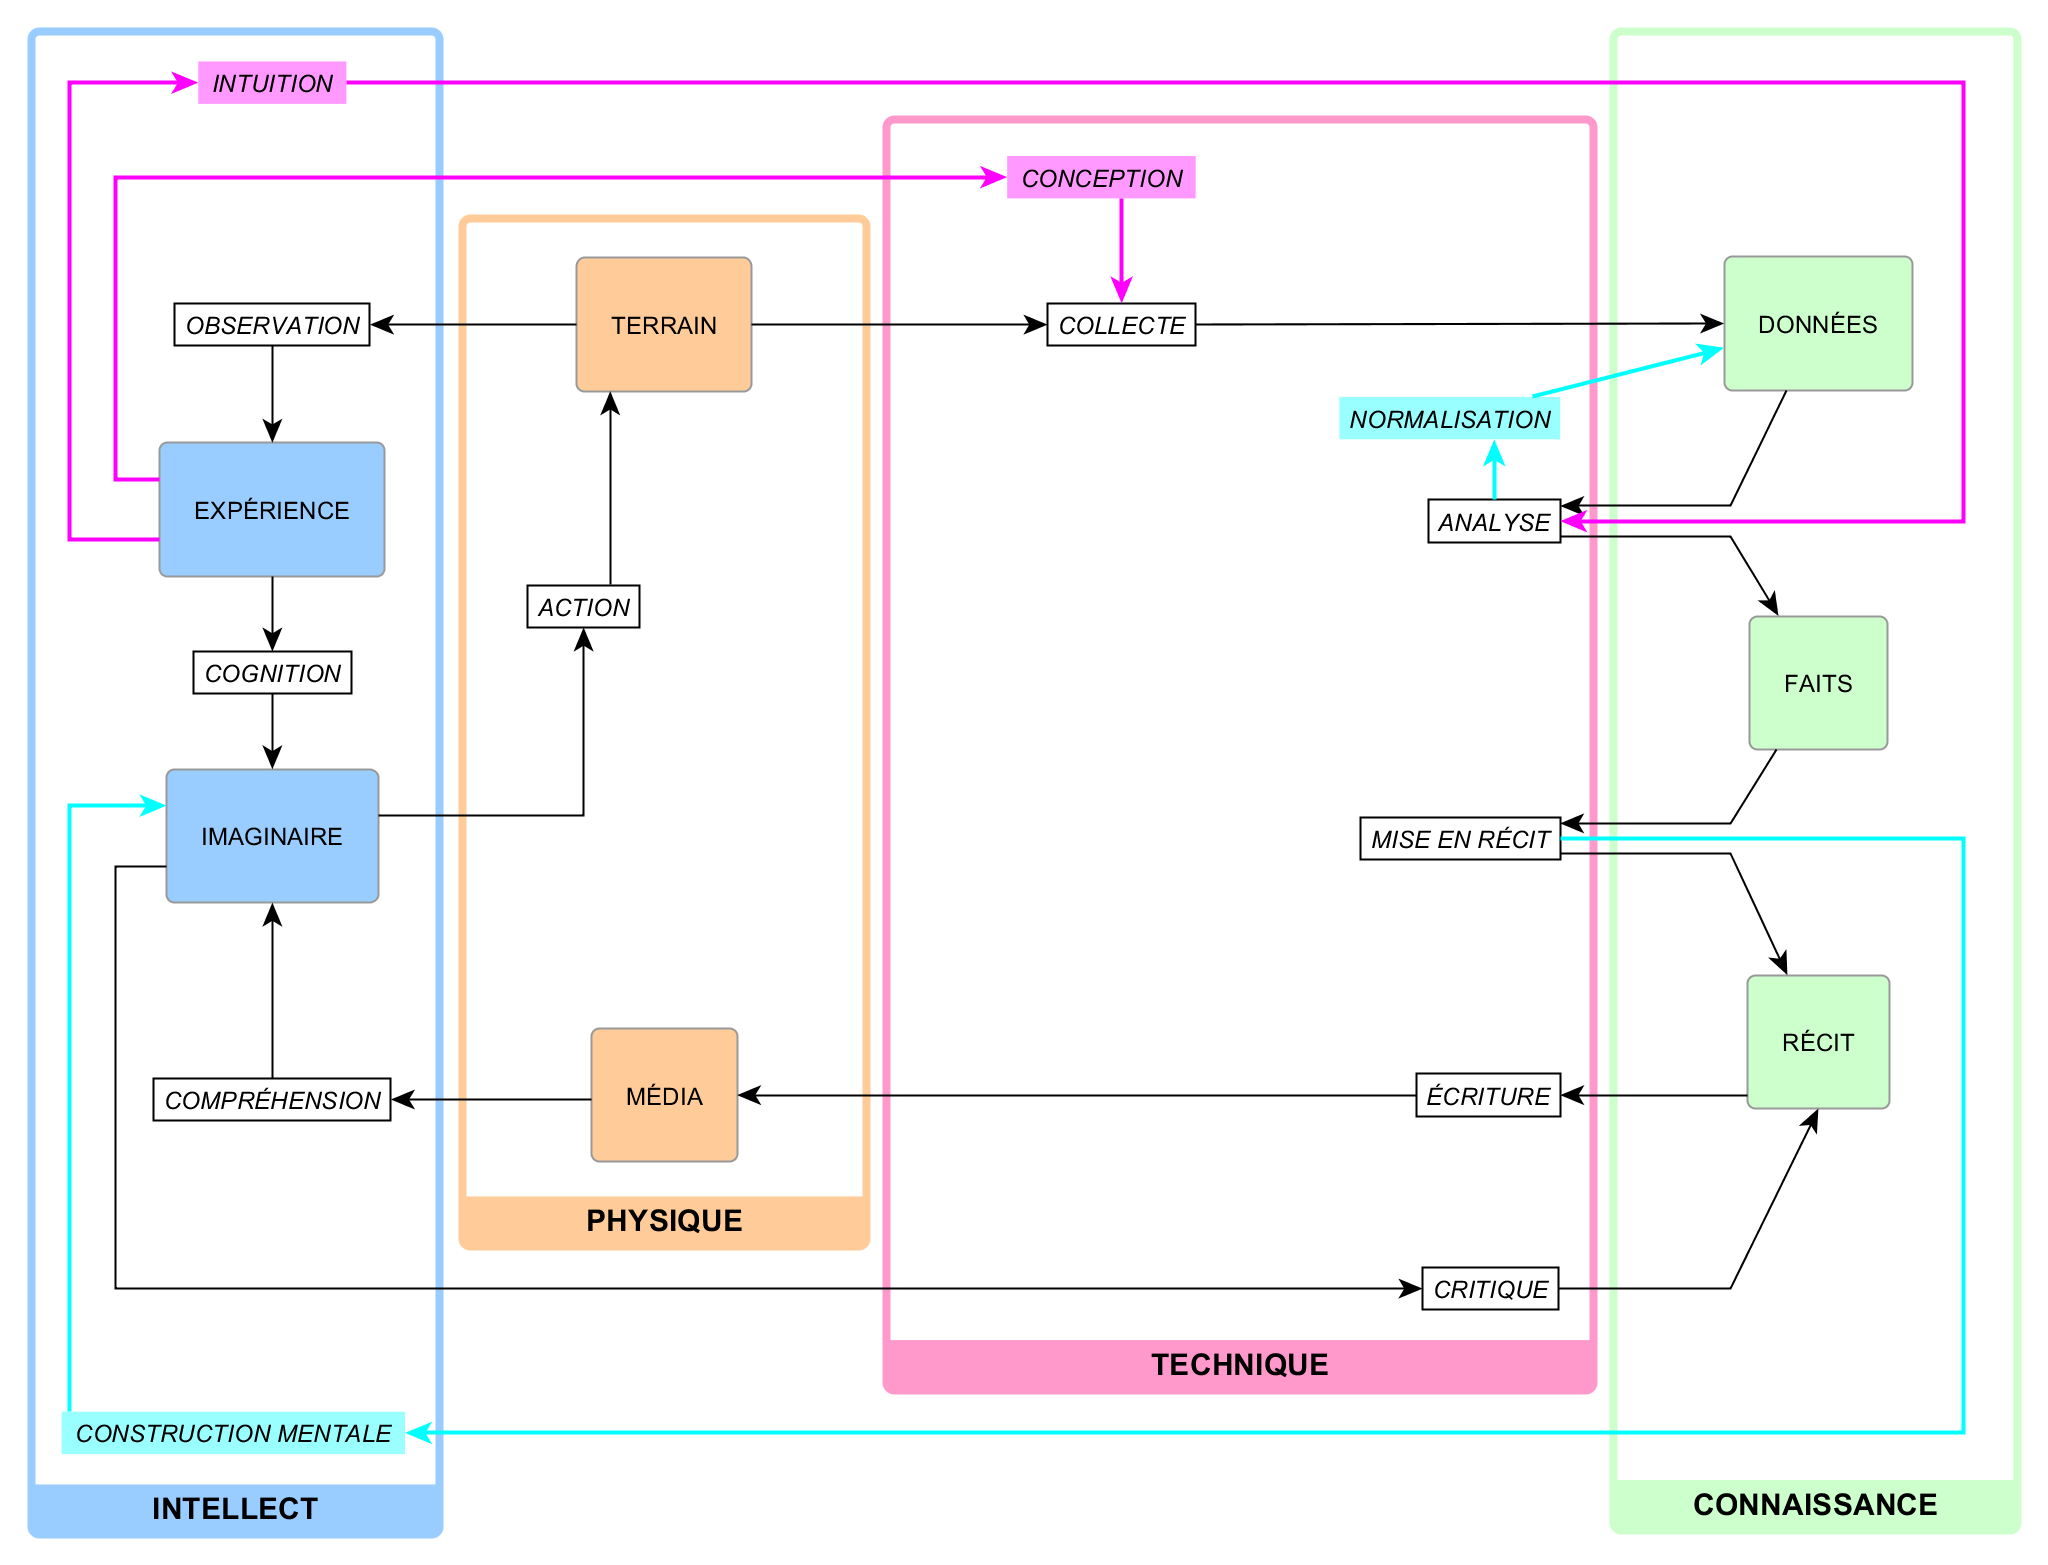 INTUITION
CONCEPTION
OBSERVATION
TERRAIN
COLLECTE
DONNÉES
NORMALISATION
EXPÉRIENCE
ANALYSE
ACTION
COGNITION
FAITS
IMAGINAIRE
MISE EN RÉCIT
RÉCIT
COMPRÉHENSION
MÉDIA
ÉCRITURE
PHYSIQUE
CRITIQUE
TECHNIQUE
CONSTRUCTION MENTALE
INTELLECT
CONNAISSANCE